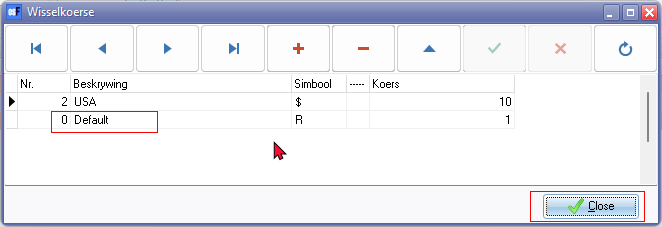 Wisselkoerse
Nr. Beskrywing Simbool ----- Koers
2 USA $ 10
0 Default R 1
Close